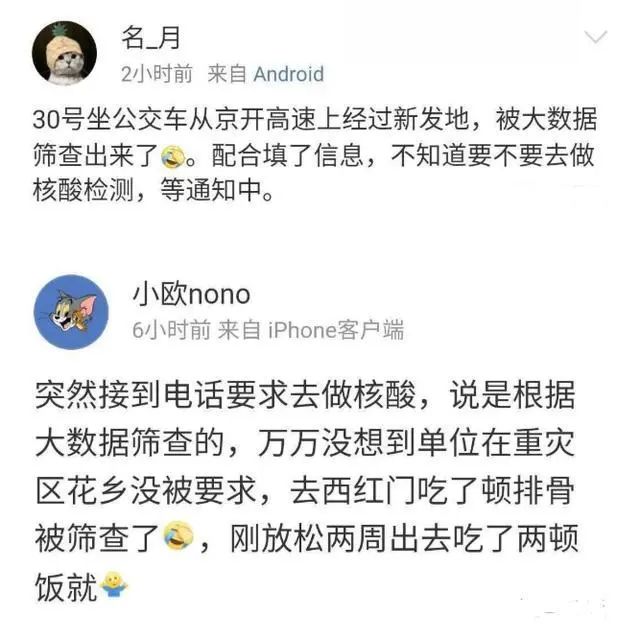 名_月
2小时前 来自 Android
30号坐公交车从京开高速上经过新发地，被大数据
筛查出来了🤣。配合填了信息，不知道要不要去做
核酸检测，等通知中。
小欧nono
6小时前 来自 iPhone客户端
突然接到电话要求去做核酸，说是根据
大数据筛查的，万万没想到单位在重灾
区花乡没被要求，去西红门吃了顿排骨
被筛查了🤣，刚放松两周出去吃了两顿
饭就🤷